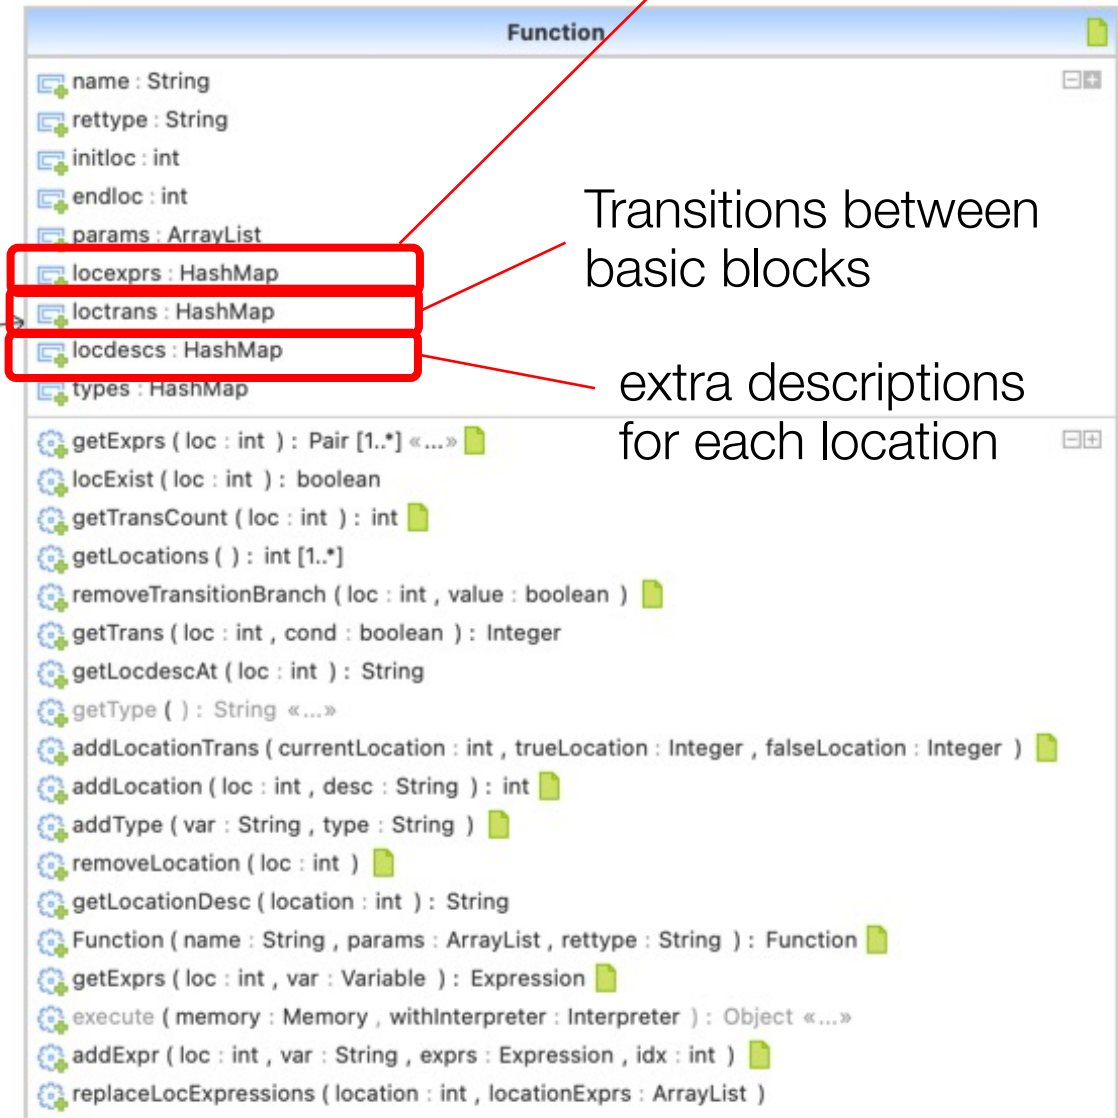 Function
name : String
rettype : String
initloc : int
endloc : int
params : ArrayList
locexprs : HashMap
loctrans : HashMap
locdescs : HashMap
types : HashMap
Transitions between
basic blocks
extra descriptions
for each location
getExprs ( loc : int ) : Pair [1..*] «...»
locExist ( loc : int ) : boolean
getTransCount ( loc : int ) : int
getLocations ( ) : int [1..*]
removeTransitionBranch ( loc : int , value : boolean )
getTrans ( loc : int , cond : boolean ) : Integer
getLocdescAt ( loc : int ) : String
getType ( ) : String «...»
addLocationTrans ( currentLocation : int , trueLocation : Integer , falseLocation : Integer )
addLocation ( loc : int , desc : String ) : int
addType ( var : String , type : String )
removeLocation ( loc : int )
getLocationDesc ( location : int ) : String
Function ( name : String , params : ArrayList , rettype : String ) : Function
getExprs ( loc : int , var : Variable ) : Expression
execute ( memory : Memory , withInterpreter : Interpreter ) : Object «...»
addExpr ( loc : int , var : String , exprs : Expression , idx : int )
replaceLocExpressions ( location : int , locationExprs : ArrayList )